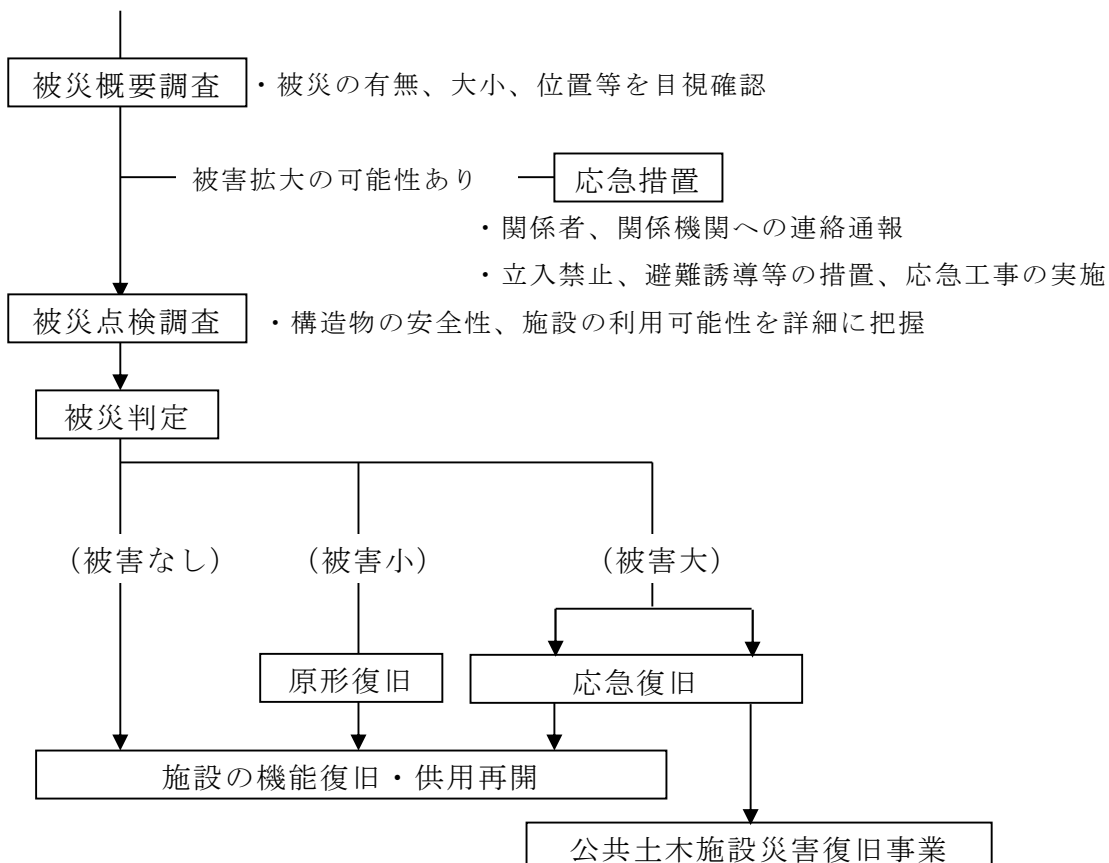 被災概要調査 ・被災の有無、大小、位置等を目視確認
被害拡大の可能性あり 応急措置
・関係者、関係機関への連絡通報
・立入禁止、避難誘導等の措置、応急工事の実施
被災点検調査 ・構造物の安全性、施設の利用可能性を詳細に把握
被災判定
(被害なし) (被害小) (被害大)
原形復旧 応急復旧
施設の機能復旧・供用再開
公共土木施設災害復旧事業